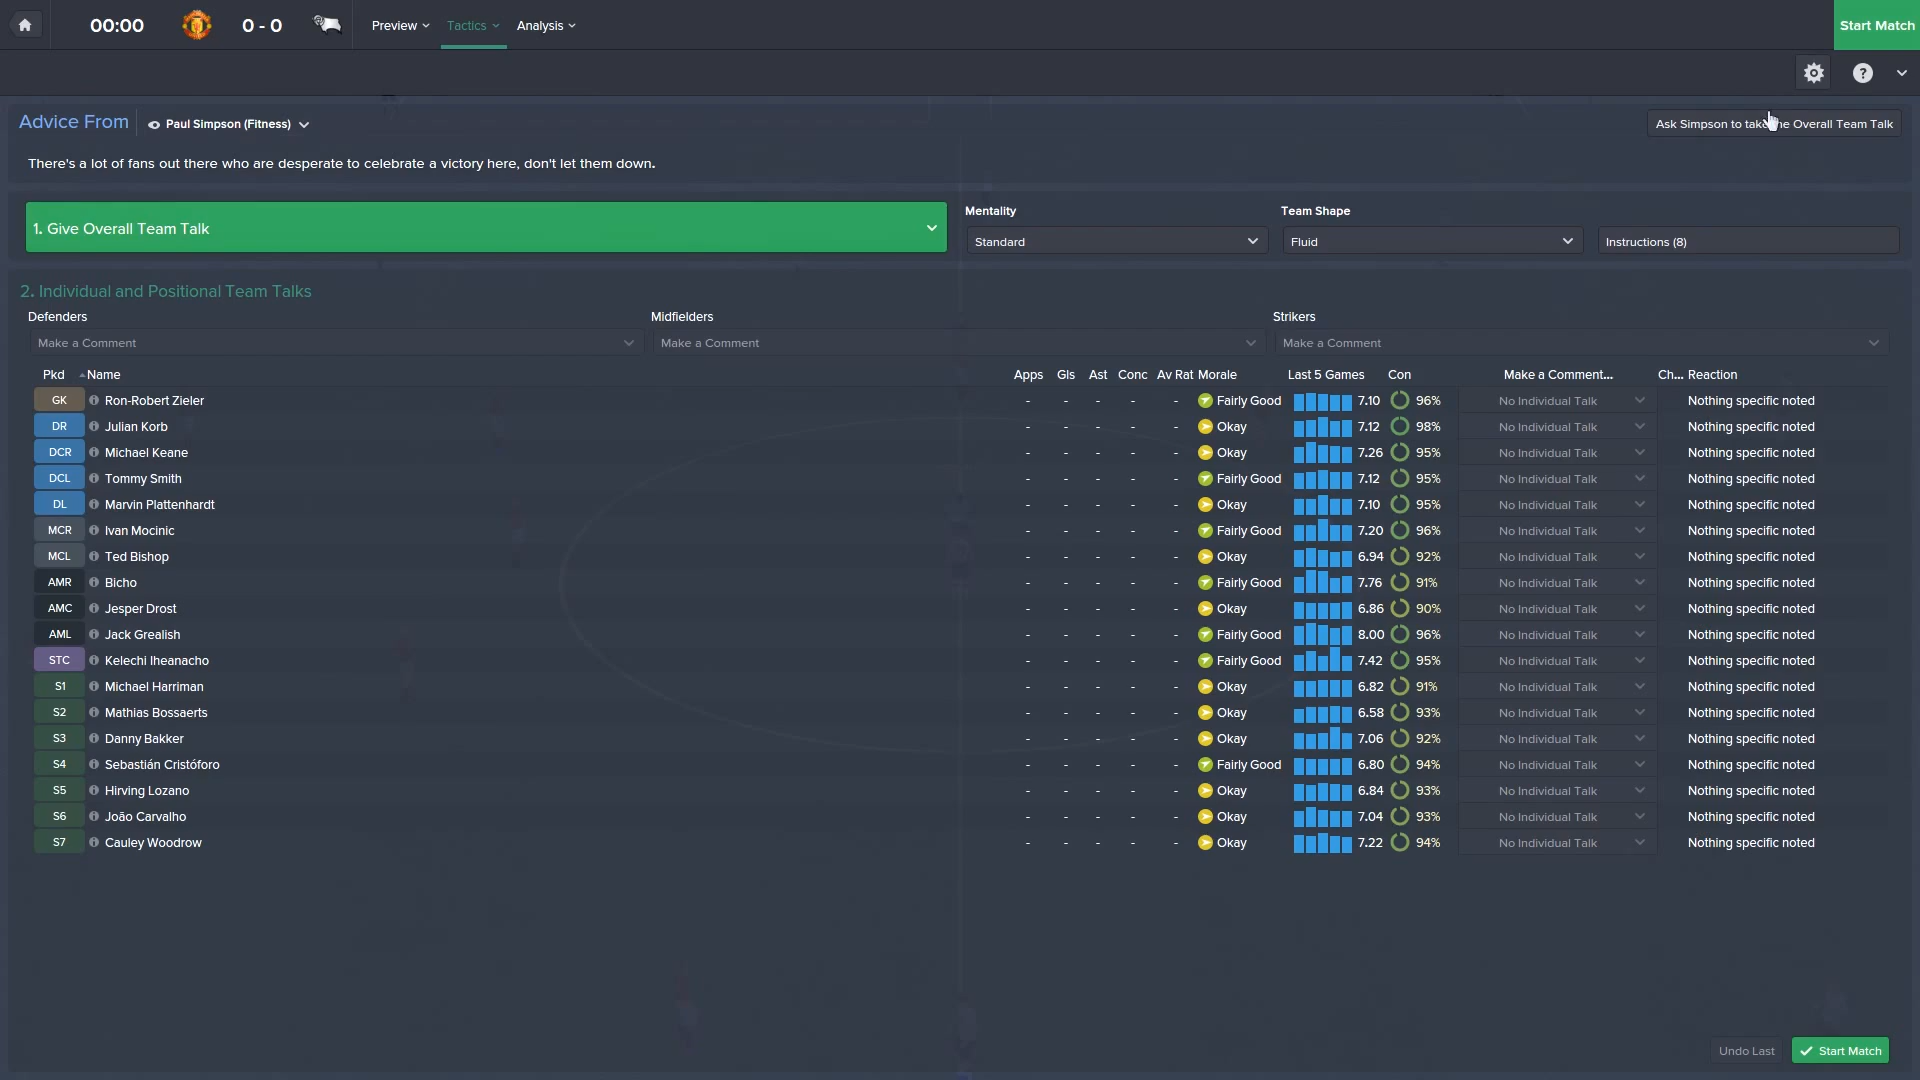 00:00 0 - 0 Preview Tactics Analysis Start Match
?
Advice From Paul Simpson (Fitness) Ask Simpson to take the Overall Team Talk
There's a lot of fans out there who are desperate to celebrate a victory here, don't let them down.
1. Give Overall Team Talk
Mentality Team Shape
Standard Fluid Instructions (8)
2. Individual and Positional Team Talks
Defenders Midfielders Strikers
Make a Comment Make a Comment Make a Comment
Pkd Name Apps Gls Ast Conc Av Rat Morale Last 5 Games Con Make a Comment... Ch... Reaction
GK Ron-Robert Zieler - - - - - Fairly Good 7.10 96% No Individual Talk Nothing specific noted
DR Julian Korb - - - - - Okay 7.12 98% No Individual Talk Nothing specific noted
DCR Michael Keane - - - - - Okay 7.26 95% No Individual Talk Nothing specific noted
DCL Tommy Smith - - - - - Fairly Good 7.12 95% No Individual Talk Nothing specific noted
DL Marvin Plattenhardt - - - - - Okay 7.10 95% No Individual Talk Nothing specific noted
MCR Ivan Mocinic - - - - - Fairly Good 7.20 96% No Individual Talk Nothing specific noted
MCL Ted Bishop - - - - - Okay 6.94 92% No Individual Talk Nothing specific noted
AMR Bicho - - - - - Fairly Good 7.76 91% No Individual Talk Nothing specific noted
AMC Jesper Drost - - - - - Okay 6.86 90% No Individual Talk Nothing specific noted
AML Jack Grealish - - - - - Fairly Good 8.00 96% No Individual Talk Nothing specific noted
STC Kelechi Iheanacho - - - - - Fairly Good 7.42 95% No Individual Talk Nothing specific noted
S1 Michael Harriman - - - - - Okay 6.82 91% No Individual Talk Nothing specific noted
S2 Mathias Bossaerts - - - - - Okay 6.58 93% No Individual Talk Nothing specific noted
S3 Danny Bakker - - - - - Okay 7.06 92% No Individual Talk Nothing specific noted
S4 Sebastián Cristóforo - - - - - Fairly Good 6.80 94% No Individual Talk Nothing specific noted
S5 Hirving Lozano - - - - - Okay 6.84 93% No Individual Talk Nothing specific noted
S6 João Carvalho - - - - - Okay 7.04 93% No Individual Talk Nothing specific noted
S7 Cauley Woodrow - - - - - Okay 7.22 94% No Individual Talk Nothing specific noted
Undo Last Start Match